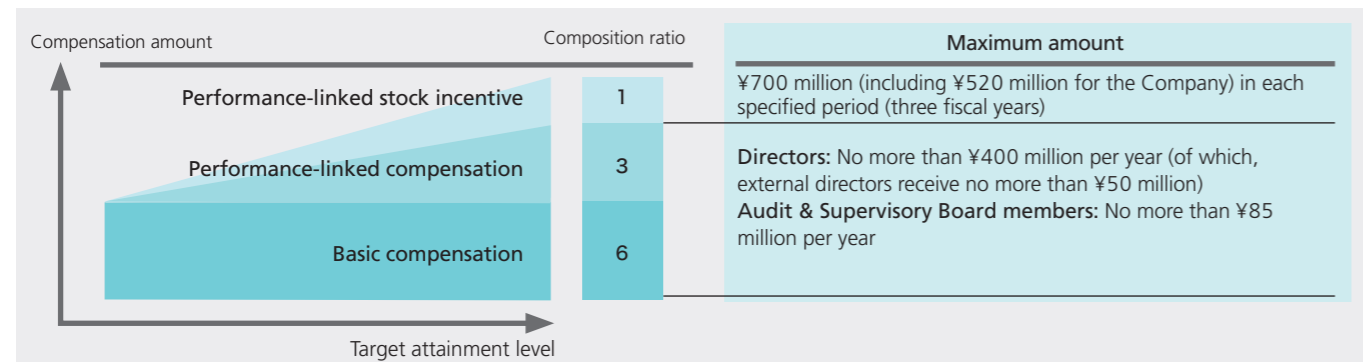 Compensation amount
Composition ratio
Maximum amount
Performance-linked stock incentive
1
¥700 million (including ¥520 million for the Company) in each
specified period (three fiscal years)
Performance-linked compensation
3
Directors: No more than ¥400 million per year (of which,
external directors receive no more than ¥50 million)
Audit & Supervisory Board members: No more than ¥85
million per year
Basic compensation
6
Target attainment level